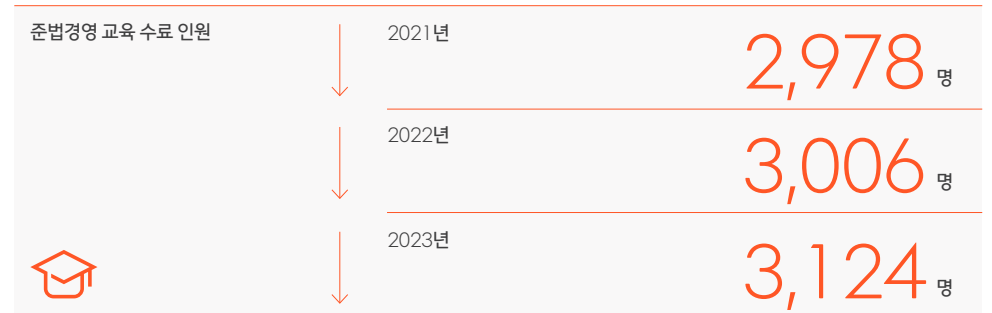 준법경영 교육 수료 인원
2021년
2,978 명
2022년
3,006 명
2023년
3,124 명